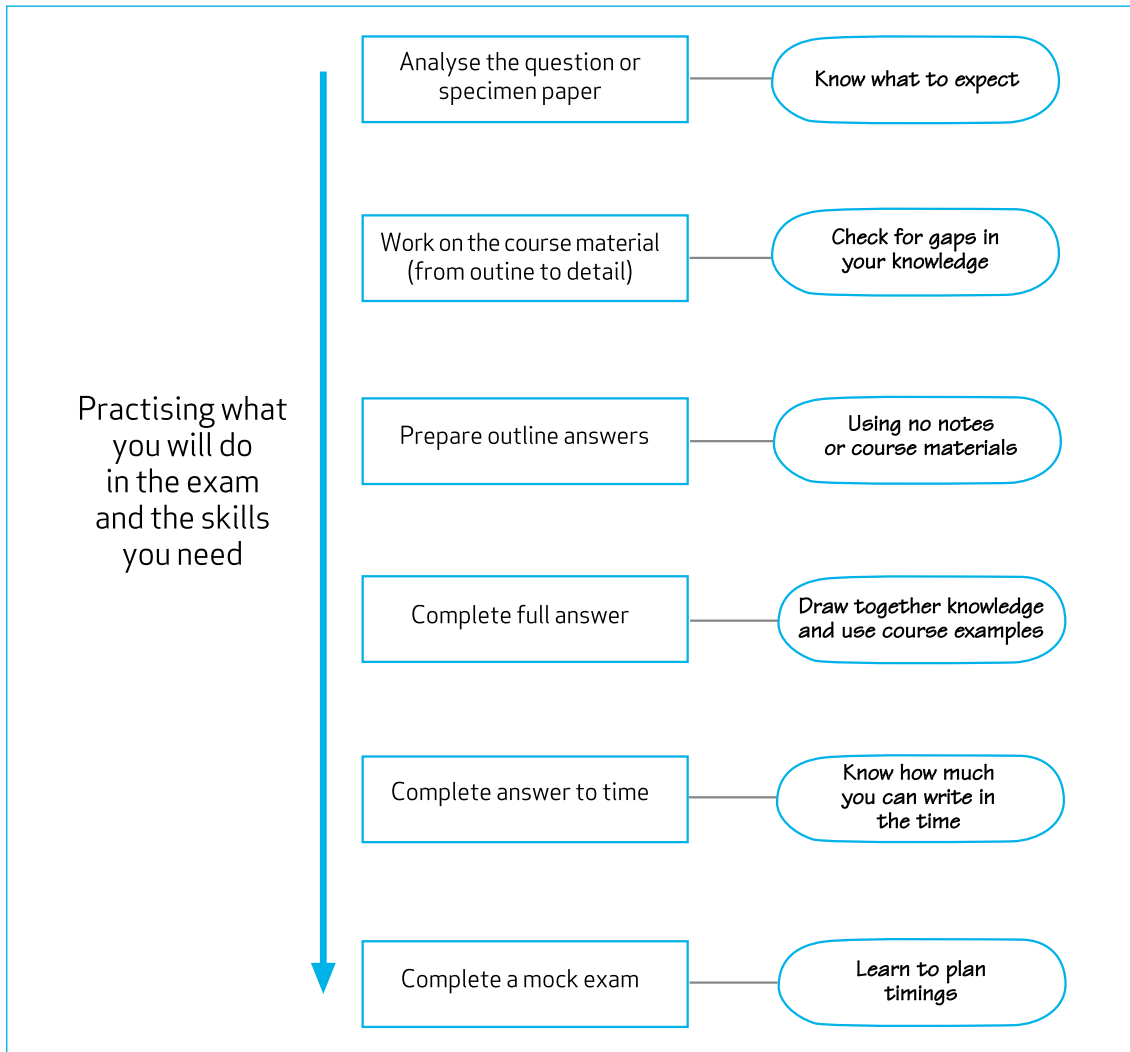 Analyse the question or
specimen paper
Know what to expect
Work on the course material
(from outine to detail)
Check for gaps in
your knowledge
Practising what
you will do
in the exam
and the skills
you need
Prepare outline answers
Using no notes
or course materials
Complete full answer
Draw together knowledge
and use course examples
Complete answer to time
Know how much
you can write in
the time
Complete a mock exam
Learn to plan
timings